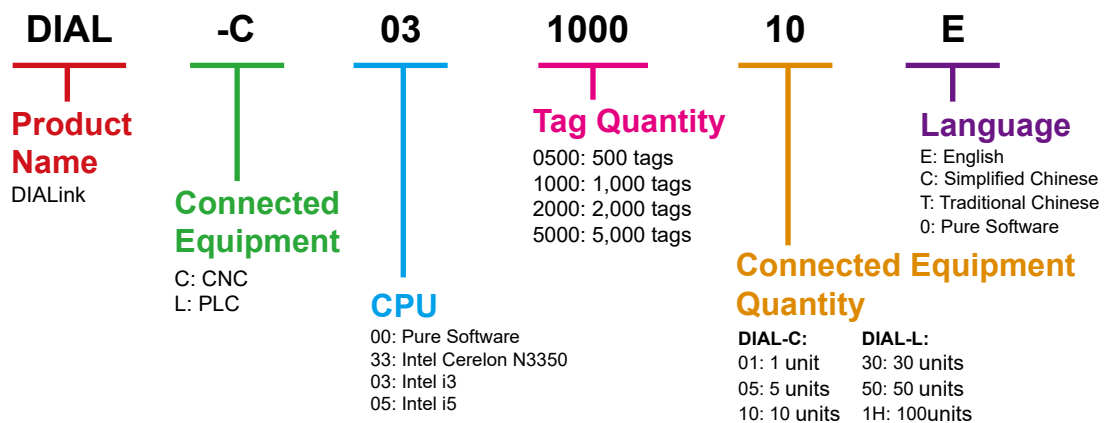 DIAL -C 03 1000 10 E
Product
Name
DIALink
Connected
Equipment
C: CNC
L: PLC
CPU
00: Pure Software
33: Intel Cerelon N3350
03: Intel i3
05: Intel i5
Tag Quantity
0500: 500 tags
1000: 1,000 tags
2000: 2,000 tags
5000: 5,000 tags
Connected Equipment
Quantity
DIAL-C:
01: 1 unit
05: 5 units
10: 10 units
DIAL-L:
30: 30 units
50: 50 units
1H: 100units
Language
E: English
C: Simplified Chinese
T: Traditional Chinese
0: Pure Software